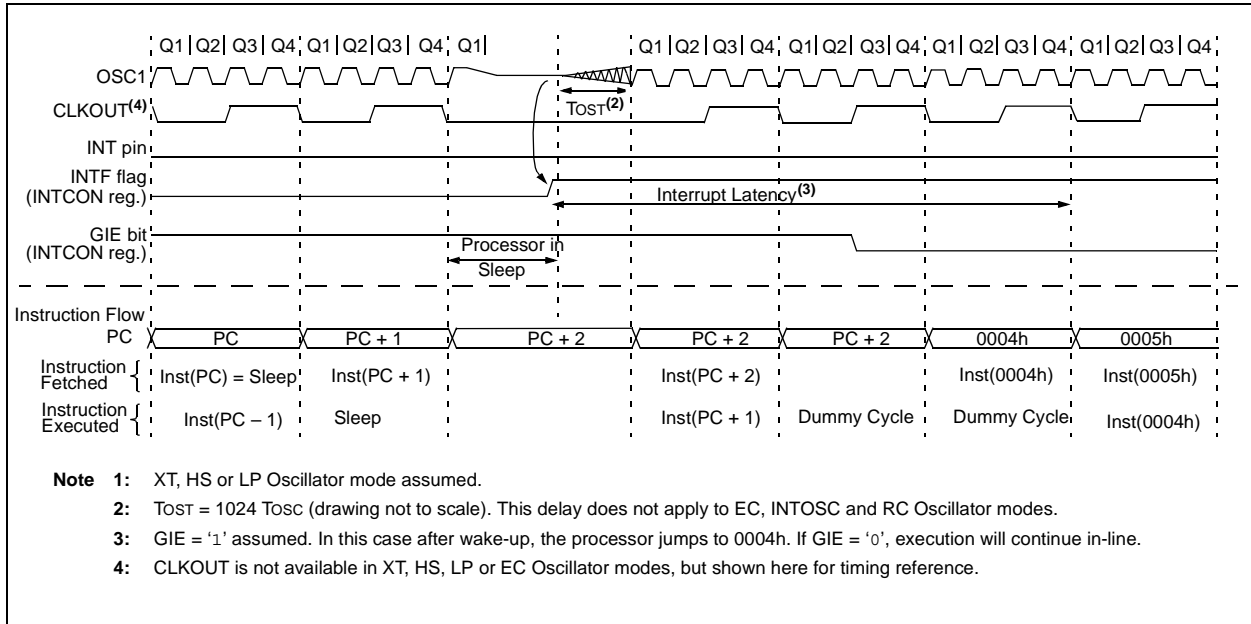 Q1 Q2 Q3 Q4 Q1 Q2 Q3 Q4 Q1 Q1 Q2 Q3 Q4 Q1 Q2 Q3 Q4 Q1 Q2 Q3 Q4 Q1 Q2 Q3 Q4
OSC1
TOST(2)
CLKOUT(4)
INT pin
INTF flag
(INTCON reg.)
Interrupt Latency(3)
GIE bit
(INTCON reg.)
Processor in
Sleep
Instruction Flow
PC PC PC + 1 PC + 2 PC + 2 PC + 2 0004h 0005h
Instruction
Fetched { Inst(PC) = Sleep Inst(PC + 1) Inst(PC + 2) Inst(0004h) Inst(0005h)
Instruction
Executed { Inst(PC – 1) Sleep Inst(PC + 1) Dummy Cycle Dummy Cycle Inst(0004h)
Note 1: XT, HS or LP Oscillator mode assumed.
2: TOST = 1024 TOSC (drawing not to scale). This delay does not apply to EC, INTOSC and RC Oscillator modes.
3: GIE = ‘1’ assumed. In this case after wake-up, the processor jumps to 0004h. If GIE = ‘0’, execution will continue in-line.
4: CLKOUT is not available in XT, HS, LP or EC Oscillator modes, but shown here for timing reference.